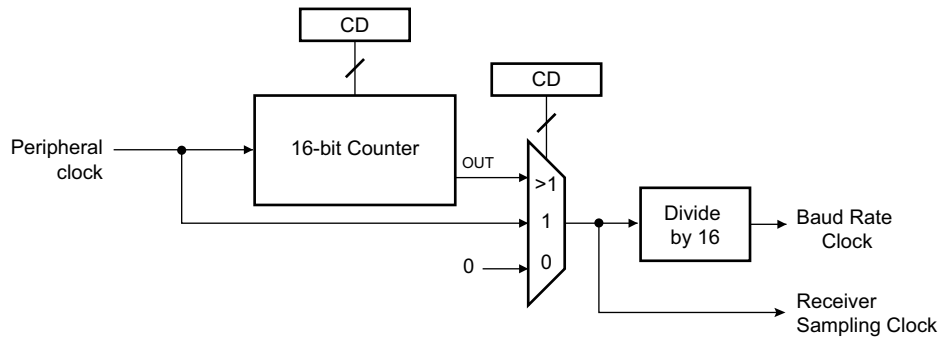 CD
CD
Peripheral
clock
16-bit Counter
OUT
>1
1
0
0
Divide
by 16
Baud Rate
Clock
Receiver
Sampling Clock